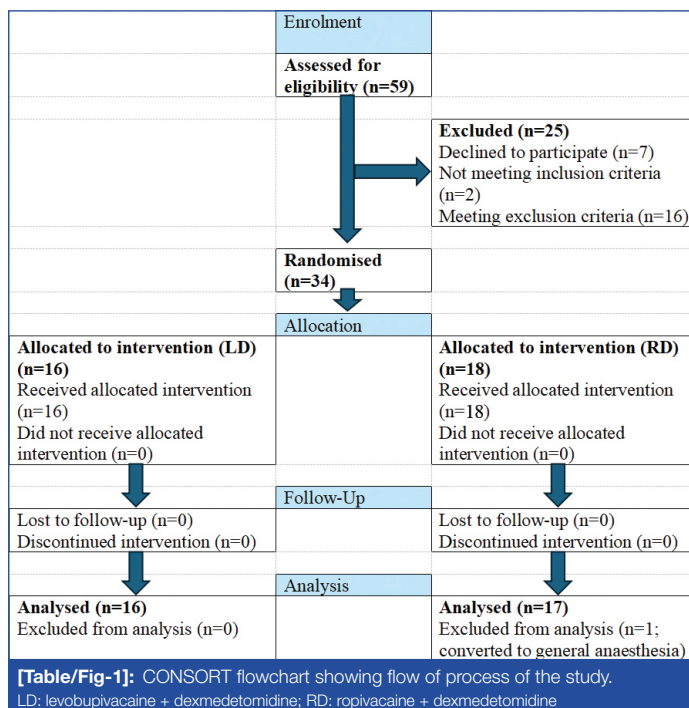 Enrolment
Assessed for
eligibility (n=59)
Excluded (n=25)
Declined to participate (n=7)
Not meeting inclusion criteria
(n=2)
Meeting exclusion criteria (n=16)
Randomised
(n=34)
Allocation
Allocated to intervention (LD)
(n=16)
Received allocated intervention
(n=16)
Did not receive allocated
intervention (n=0)
Allocated to intervention (RD)
(n=18)
Received allocated intervention
(n=18)
Did not receive allocated
intervention (n=0)
Follow-Up
Lost to follow-up (n=0)
Discontinued intervention (n=0)
Lost to follow-up (n=0)
Discontinued intervention (n=0)
Analysis
Analysed (n=16)
Excluded from analysis (n=0)
Analysed (n=17)
Excluded from analysis (n=1;
converted to general anaesthesia)
[Table/Fig-1]: CONSORT flowchart showing flow of process of the study.
LD: levobupivacaine + dexmedetomidine; RD: ropivacaine + dexmedetomidine